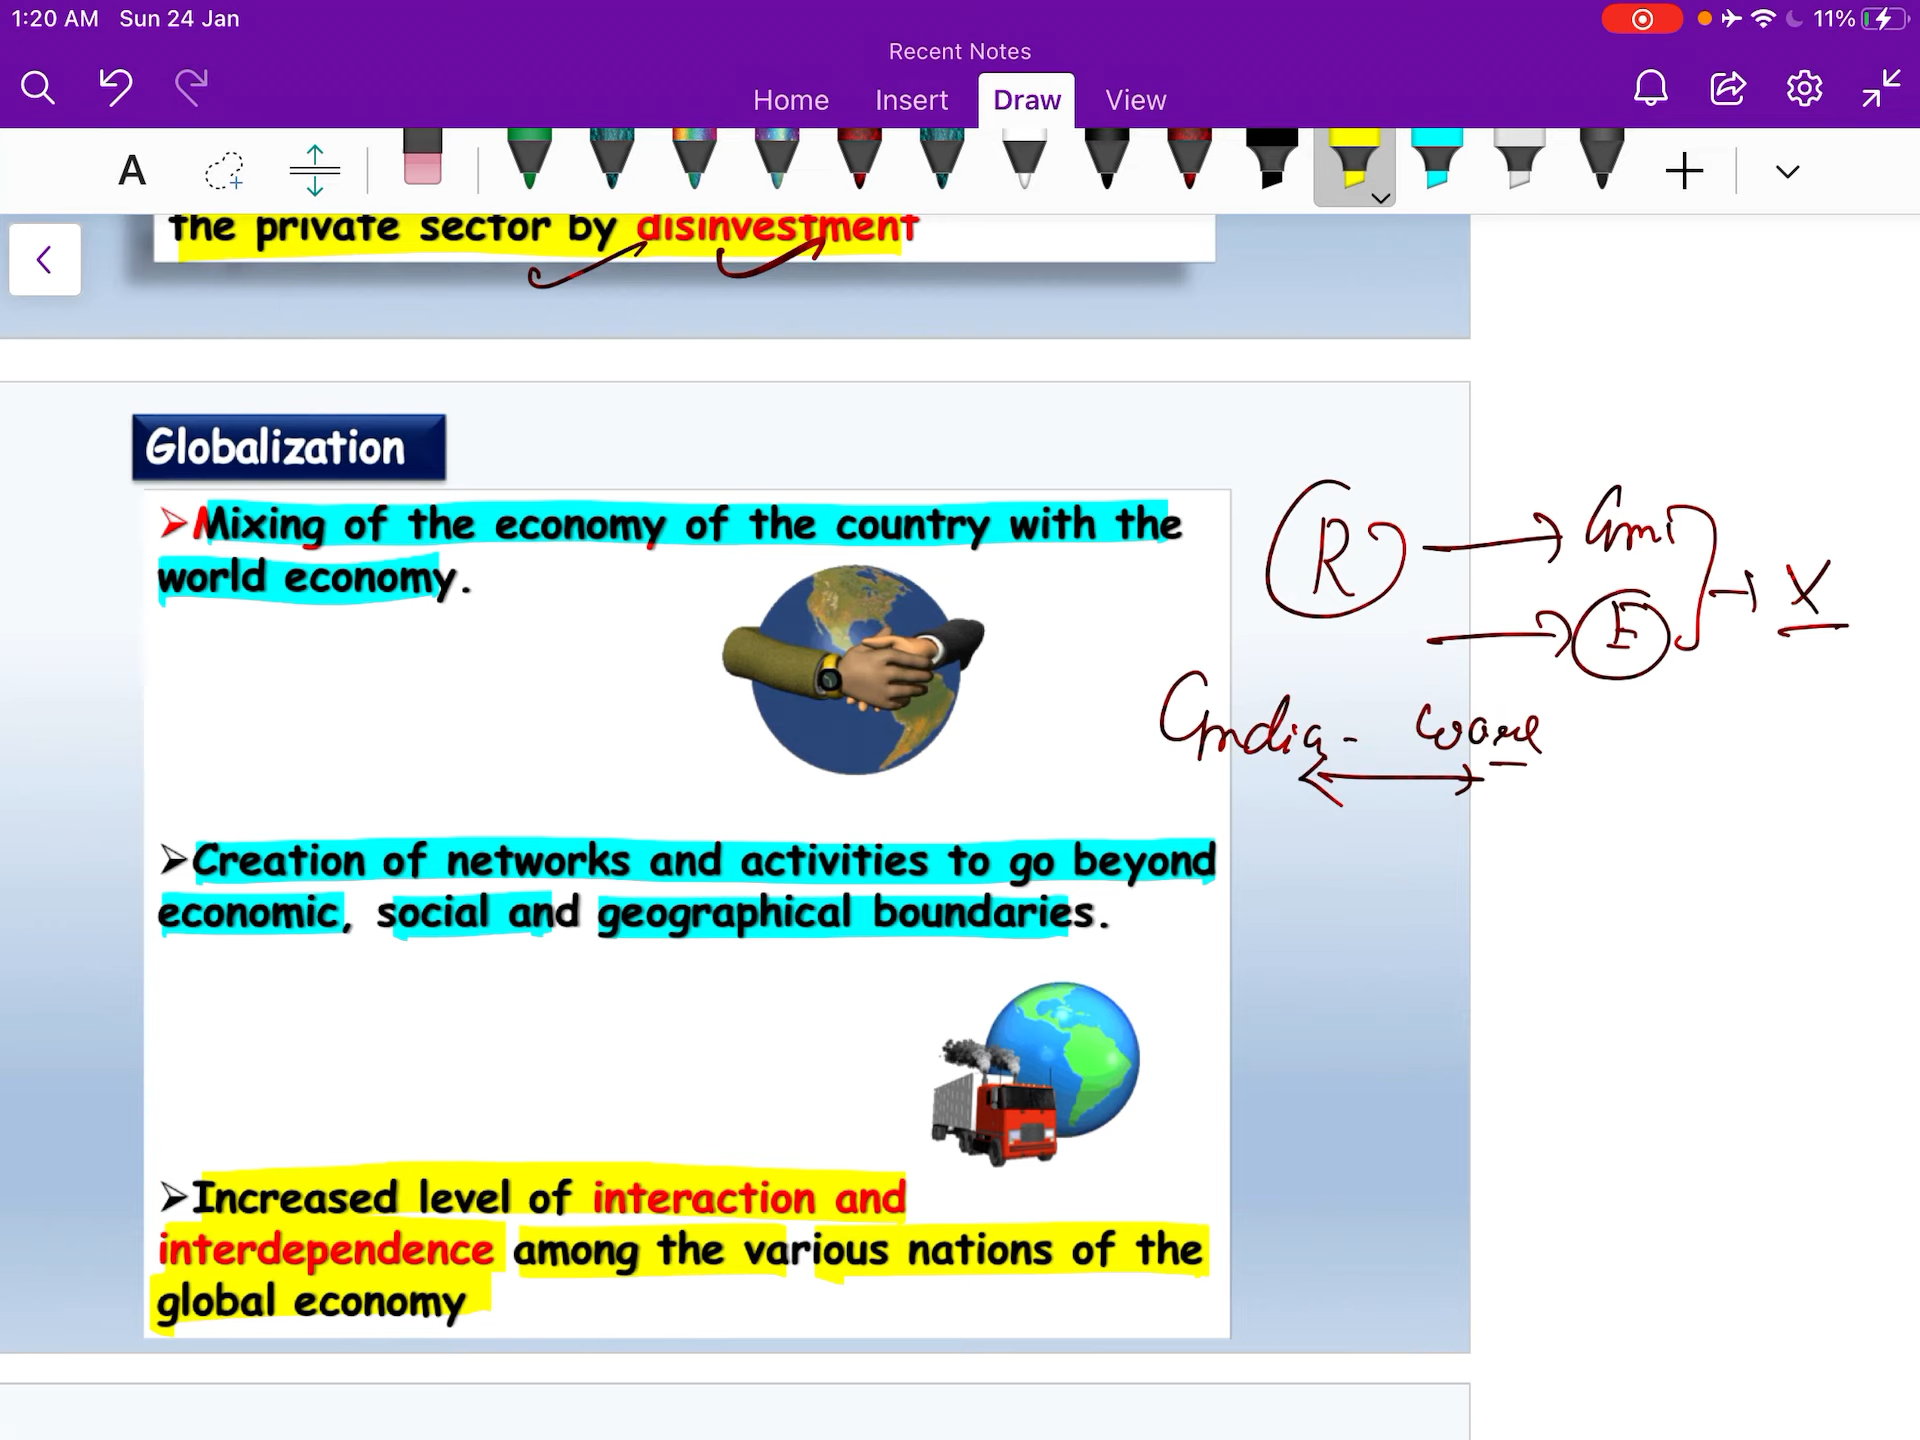 1:20 AM Sun 24 Jan
11%
Recent Notes
Home Insert Draw View
A
the private sector by disinvestment
Globalization
Mixing of the economy of the country with the
world economy.
R
E
X
India -
Creation of networks and activities to go beyond
economic, social and geographical boundaries.
Increased level of interaction and
interdependence among the various nations of the
global economy